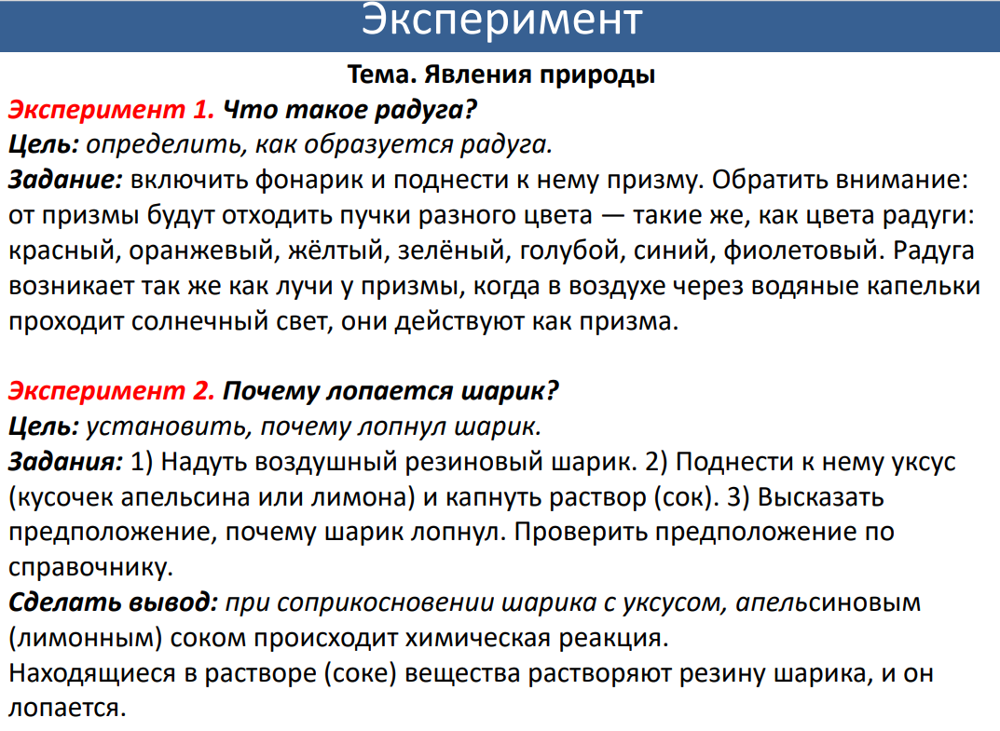 Эксперимент
Тема. Явления природы
Эксперимент 1. Что такое радуга?
Цель: определить, как образуется радуга.
Задание: включить фонарик и поднести к нему призму. Обратить внимание:
от призмы будут отходить пучки разного цвета — такие же, как цвета радуги:
красный, оранжевый, жёлтый, зелёный, голубой, синий, фиолетовый. Радуга
возникает так же как лучи у призмы, когда в воздухе через водяные капельки
проходит солнечный свет, они действуют как призма.
Эксперимент 2. Почему лопается шарик?
Цель: установить, почему лопнул шарик.
Задания: 1) Надуть воздушный резиновый шарик. 2) Поднести к нему уксус
(кусочек апельсина или лимона) и капнуть раствор (сок). 3) Высказать
предположение, почему шарик лопнул. Проверить предположение по
справочнику.
Сделать вывод: при соприкосновении шарика с уксусом, апельсиновым
(лимонным) соком происходит химическая реакция.
Находящиеся в растворе (соке) вещества растворяют резину шарика, и он
лопается.